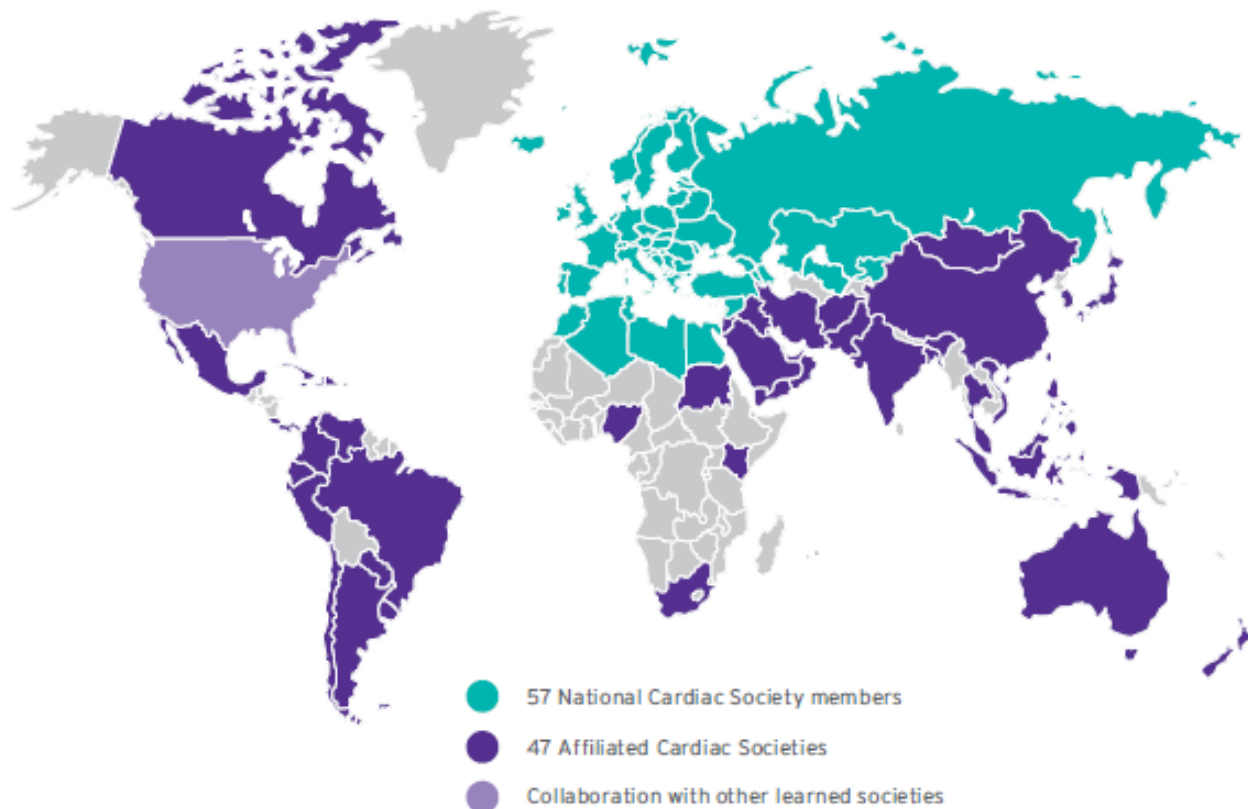 57 National Cardiac Society members
47 Affiliated Cardiac Societies
Collaboration with other learned societies